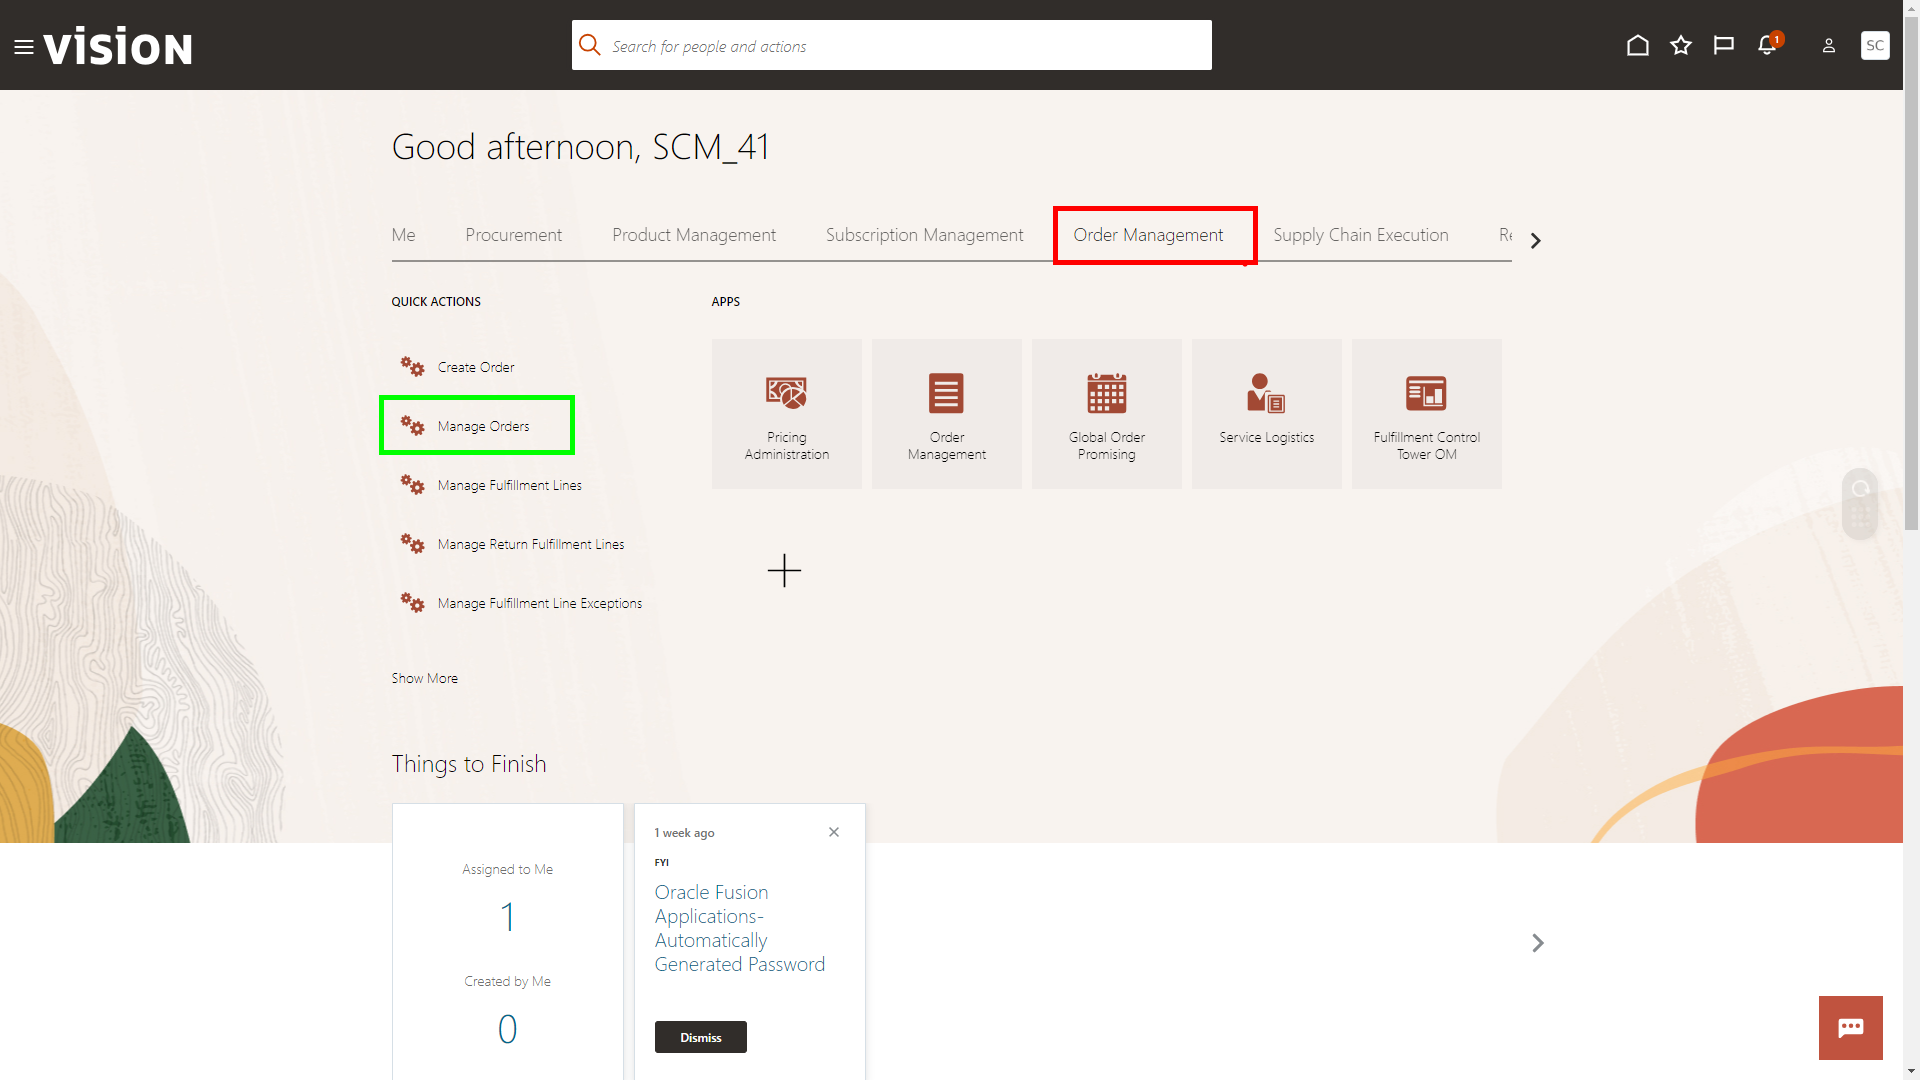 vision
Search for people and actions
1
SC
Good afternoon, SCM_41
Me
Procurement
Product Management
Subscription Management
Order Management
Supply Chain Execution
QUICK ACTIONS
APPS
Create Order
Manage Orders
Manage Fulfillment Lines
Manage Return Fulfillment Lines
Manage Fulfillment Line Exceptions
Show More
Pricing
Administration
Order
Management
Global Order
Promising
Service Logistics
Fulfillment Control
Tower OM
Things to Finish
Assigned to Me
1
Created by Me
0
1 week ago
FYI
Oracle Fusion
Applications-
Automatically
Generated Password
Dismiss